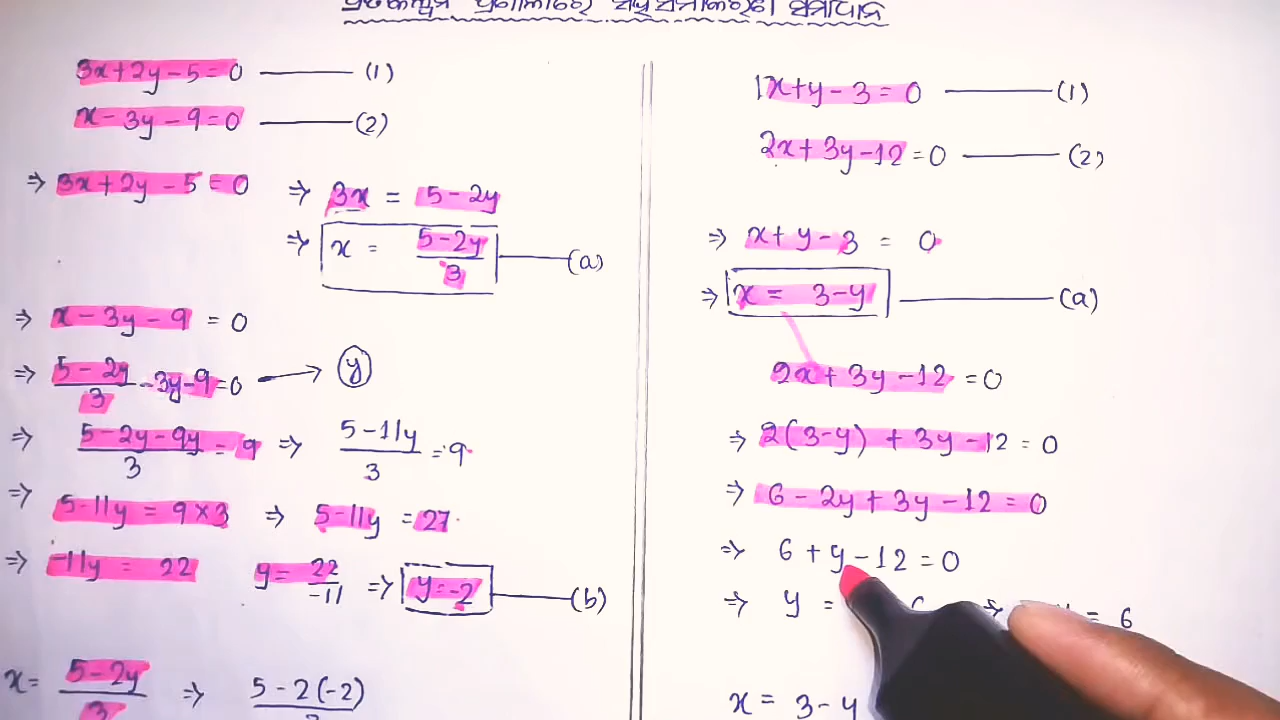 ସମାଧାନ
3x+2y-5=0 (1)
x-3y-9=0 (2)
⇒ 3x+2y-5=0 ⇒ 3x = 5-2y
⇒ x = (5-2y)/3 (a)
⇒ x-3y-9 = 0
⇒ (5-2y)/3 -3y-9=0 → y
⇒ (5-2y-9y)/3 = 9 ⇒ (5-11y)/3 = 9
⇒ 5-11y = 9×3 ⇒ 5-11y = 27
⇒ -11y = 22 y = 22/-11 ⇒ y=-2 (b)
x = (5-2y)/3 ⇒ 5-2(-2)
1x+y-3=0 (1)
2x+3y-12=0 (2)
⇒ x+y-3 = 0
⇒ x = 3-y (a)
2x+3y-12=0
⇒ 2(3-y)+3y-12=0
⇒ 6-2y+3y-12=0
⇒ 6+y-12=0
⇒ y = ⇒ = 6
x = 3-y